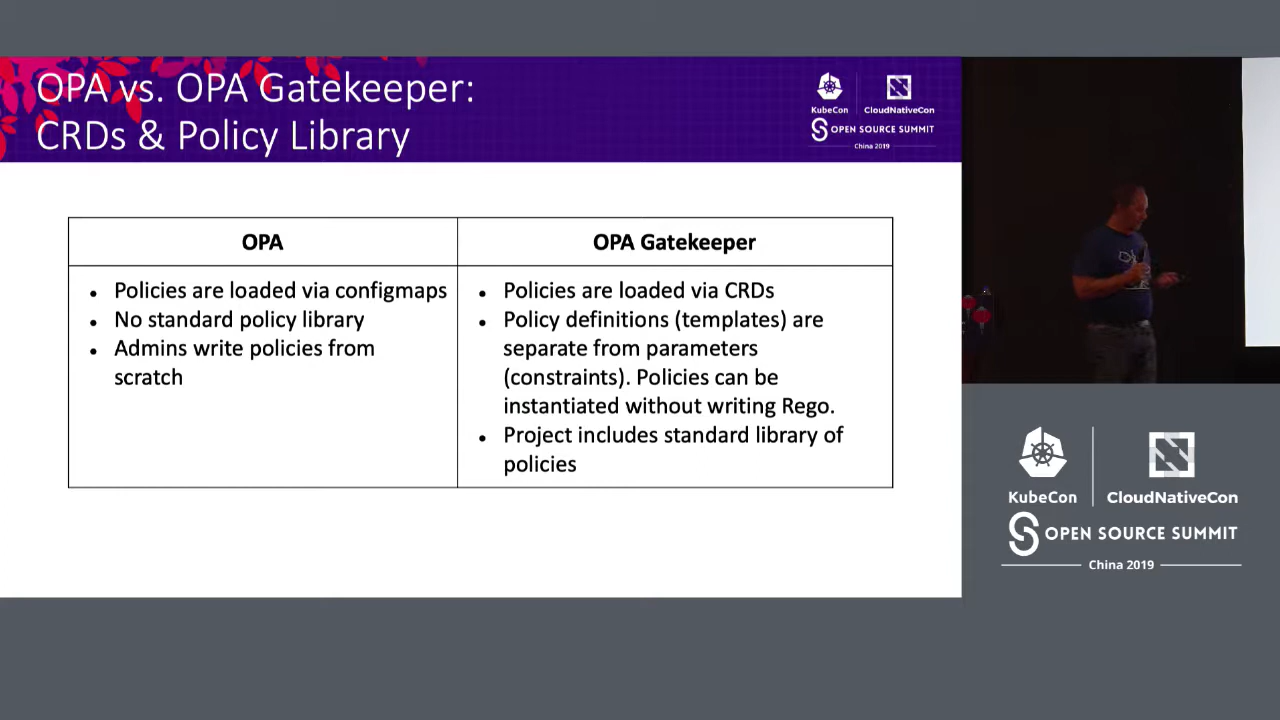 OPA vs. OPA Gatekeeper:
CRDs & Policy Library
KubeCon
CloudNativeCon
OPEN SOURCE SUMMIT
China 2019
OPA
OPA Gatekeeper
• Policies are loaded via configmaps
• No standard policy library
• Admins write policies from
scratch
• Policies are loaded via CRDs
• Policy definitions (templates) are
separate from parameters
(constraints). Policies can be
instantiated without writing Rego.
• Project includes standard library of
policies
KubeCon
CloudNativeCon
OPEN SOURCE SUMMIT
China 2019